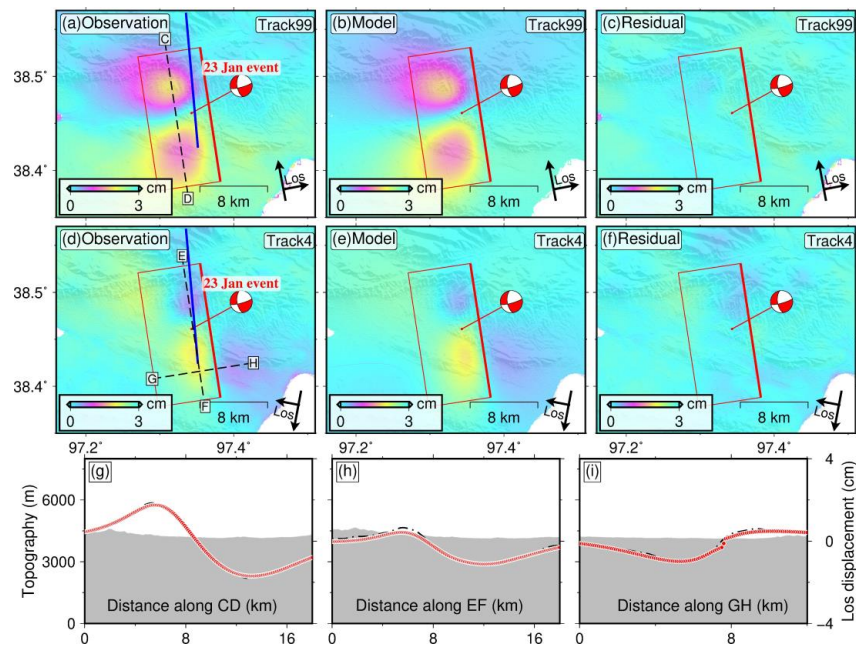 (a)Observation
Track99
(b)Model
Track99
(c)Residual
Track99
C
23 Jan event
38.5°
38.4°
D
cm
0 3
8 km
Los
cm
0 3
8 km
Los
cm
0 3
8 km
Los
(d)Observation
Track4
(e)Model
Track4
(f)Residual
Track4
E
23 Jan event
38.5°
38.4°
G
H
F
cm
0 3
8 km
Los
cm
0 3
8 km
Los
cm
0 3
8 km
Los
97.2° 97.4° 97.2° 97.4° 97.2° 97.4°
(g)
(h)
(i)
Topography (m)
6000
3000
0
Distance along CD (km)
Distance along EF (km)
Distance along GH (km)
0 8 16
0 8 16
0 8
4
0
−4
Los displacement (cm)